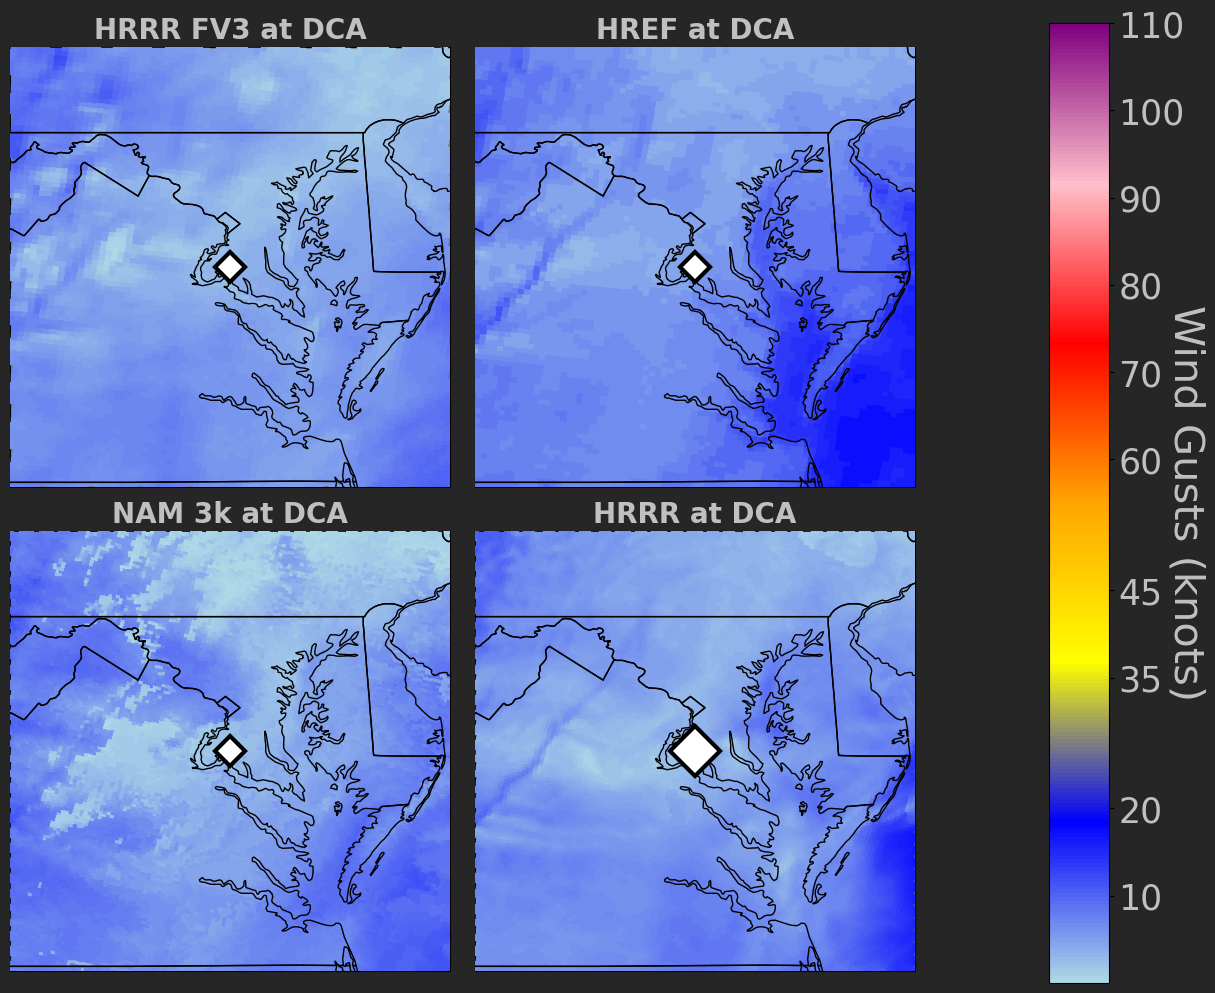 HRRR FV3 at DCA
HREF at DCA
NAM 3k at DCA
HRRR at DCA
110
100
90
80
70
60
45
35
20
10
Wind Gusts (knots)